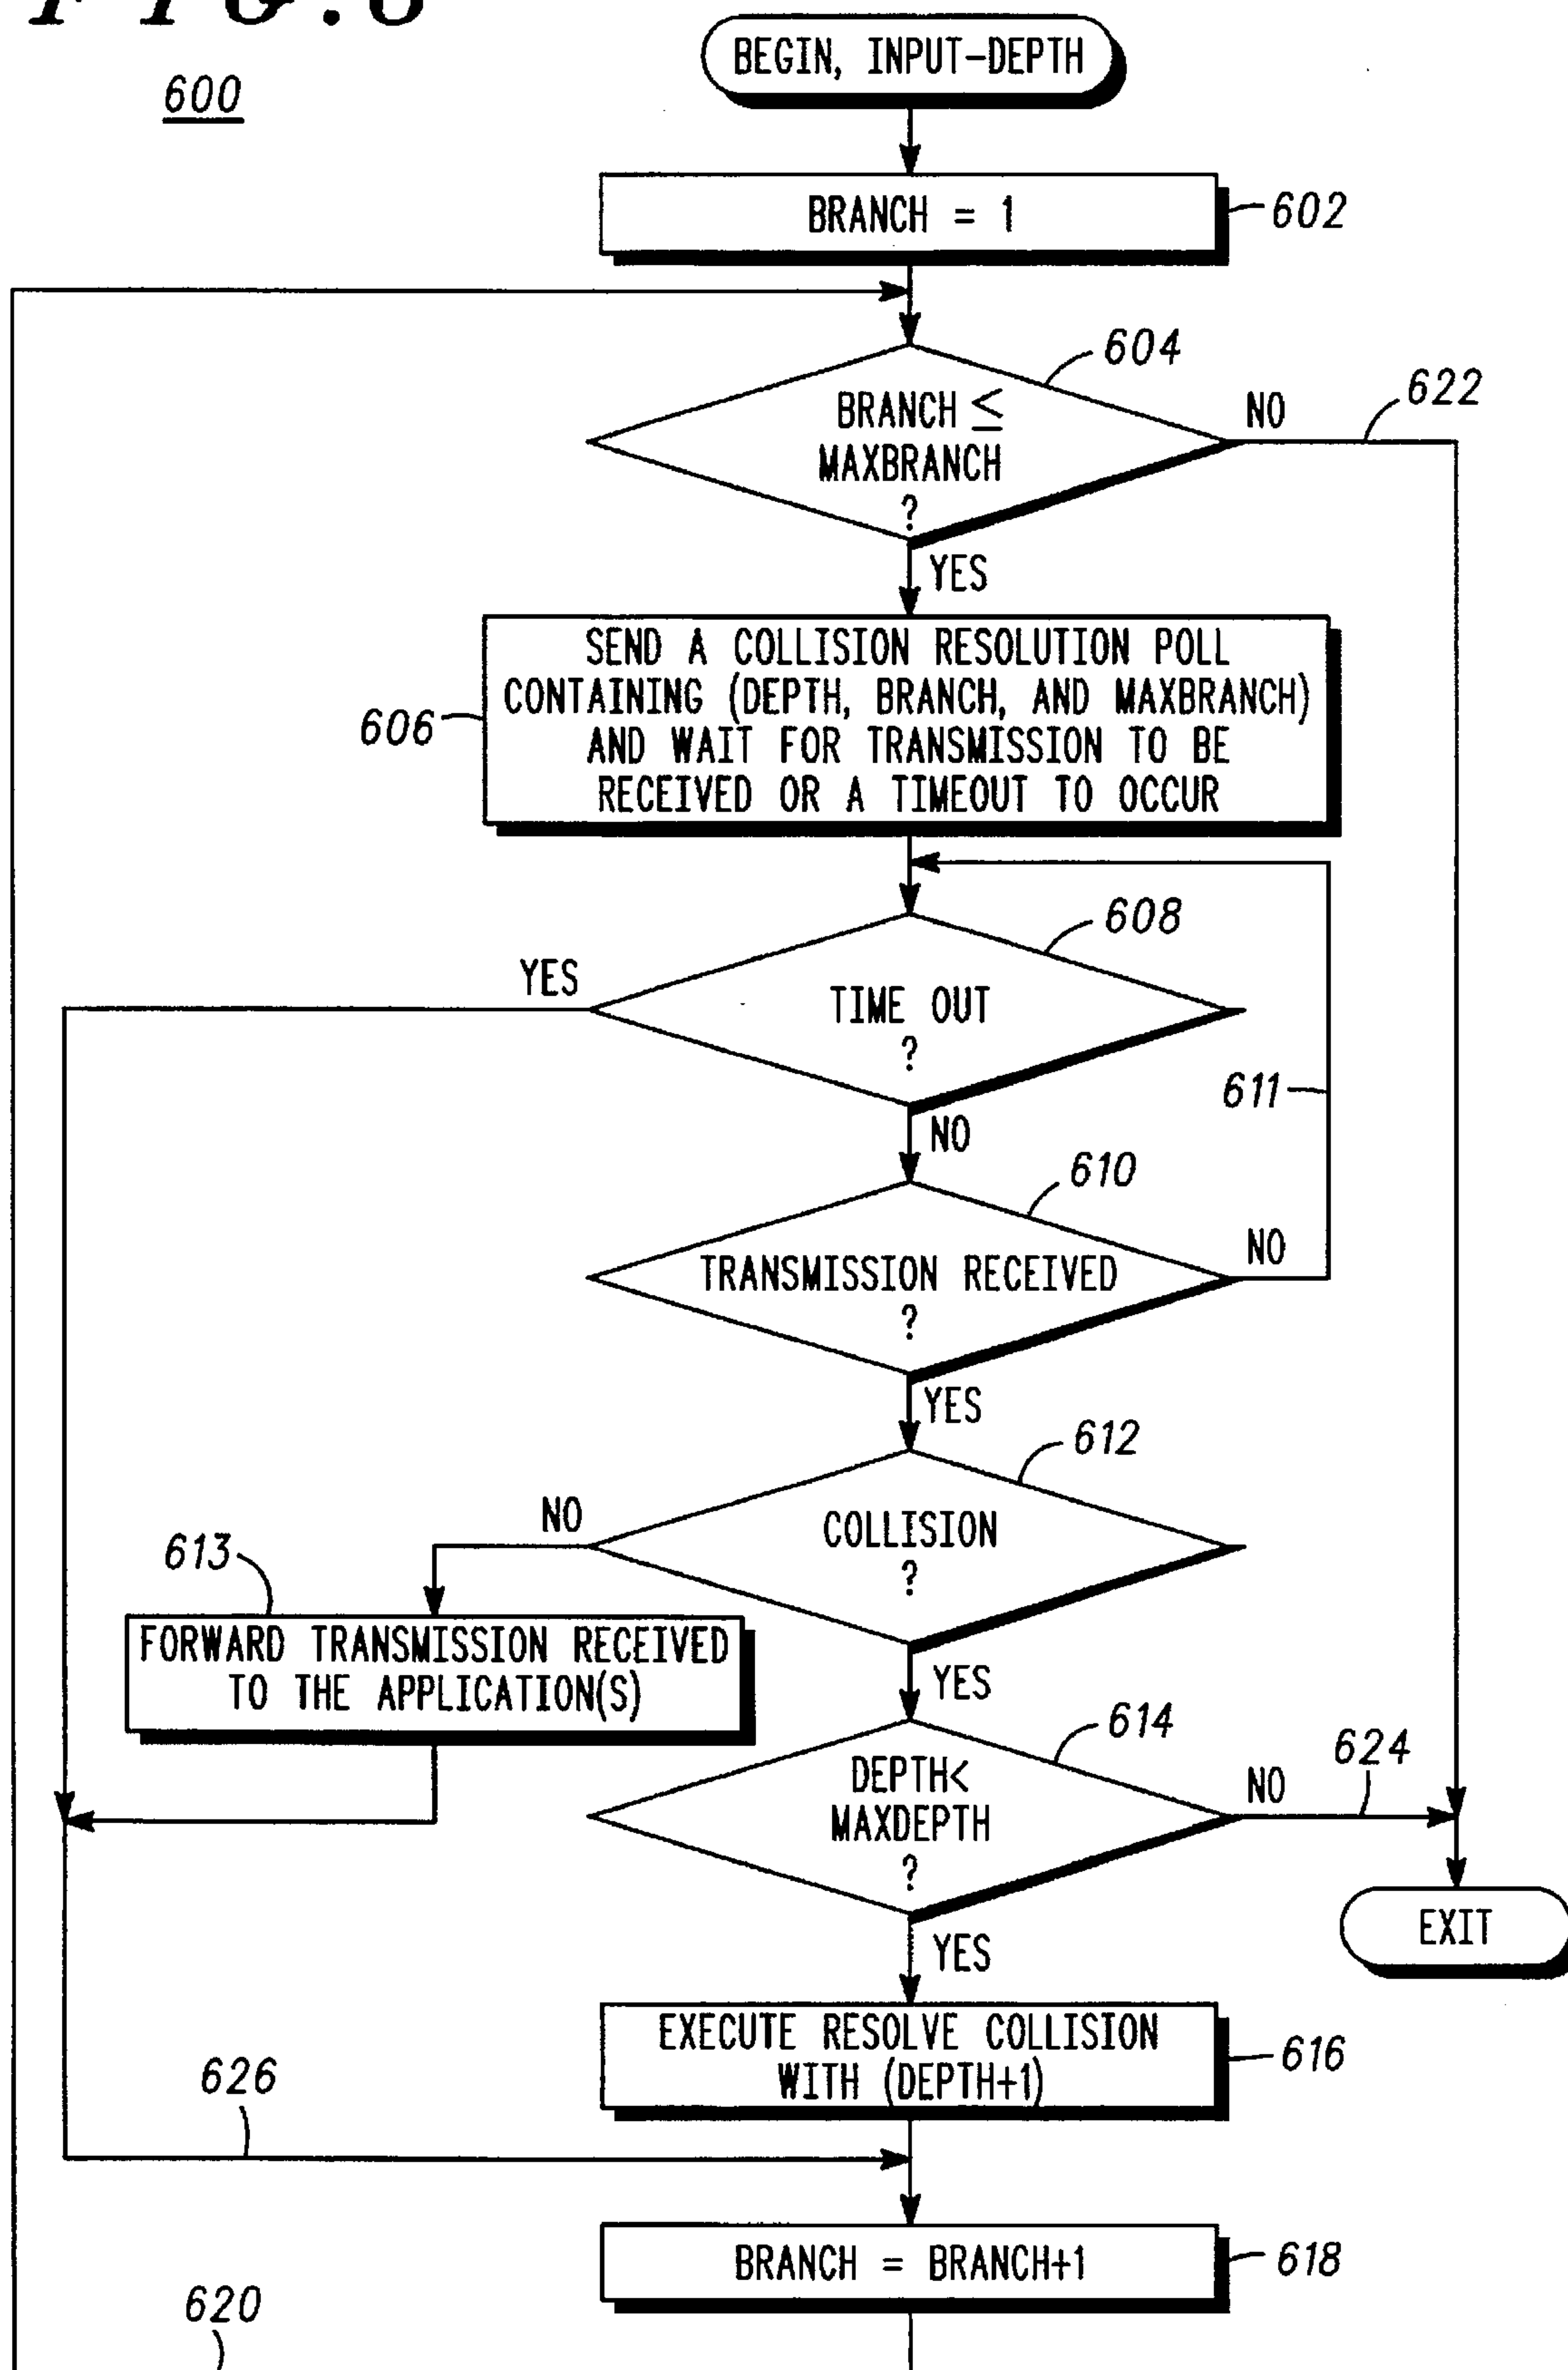 FIG.6
600
BEGIN, INPUT-DEPTH
BRANCH = 1
602
604
BRANCH ≤
MAXBRANCH
?
NO
622
YES
SEND A COLLISION RESOLUTION POLL
CONTAINING (DEPTH, BRANCH, AND MAXBRANCH)
AND WAIT FOR TRANSMISSION TO BE
RECEIVED OR A TIMEOUT TO OCCUR
606
608
YES
TIME OUT
?
611
NO
610
TRANSMISSION RECEIVED
?
NO
YES
612
NO
COLLISION
?
613
FORWARD TRANSMISSION RECEIVED
TO THE APPLICATION(S)
YES
614
DEPTH<
MAXDEPTH
?
NO
624
EXIT
YES
EXECUTE RESOLVE COLLISION
WITH (DEPTH+1)
616
626
BRANCH = BRANCH+1
618
620